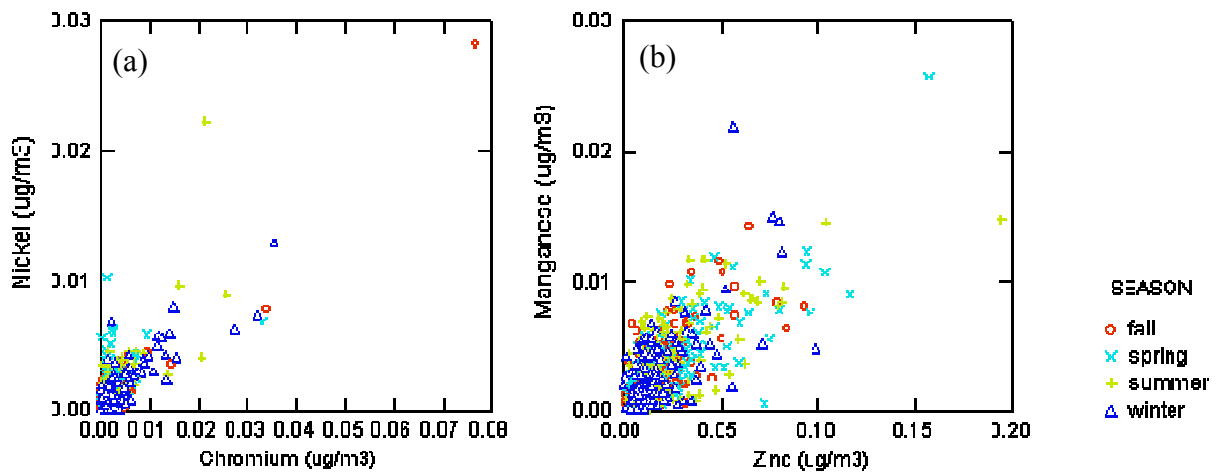 (a)
Nickel (ug/m3)
0.03
0.02
0.01
0.00
0.00 0.01 0.02 0.03 0.04 0.05 0.06 0.07 0.08
Chromium (ug/m3)
(b)
Manganese (ug/m3)
0.03
0.02
0.01
0.00
0.00 0.05 0.10 0.15 0.20
Zinc (ug/m3)
SEASON
fall
spring
summer
winter